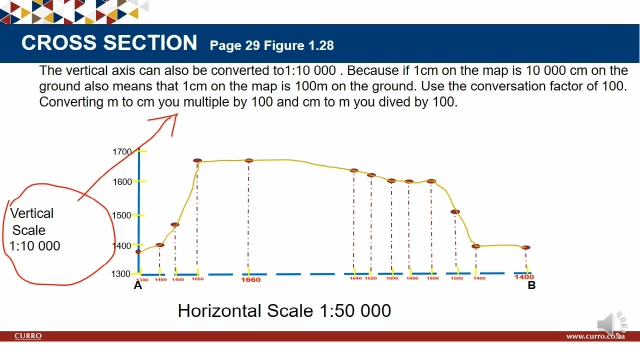 CROSS SECTION Page 29 Figure 1.28
The vertical axis can also be converted to1:10 000 . Because if 1cm on the map is 10 000 cm on the
ground also means that 1cm on the map is 100m on the ground. Use the conversation factor of 100.
Converting m to cm you multiple by 100 and cm to m you dived by 100.
1700
1600
1500
1400
1300
Vertical
Scale
1:10 000
1400 1660 1400
A B
Horizontal Scale 1:50 000
CURRO www.curro.co.za